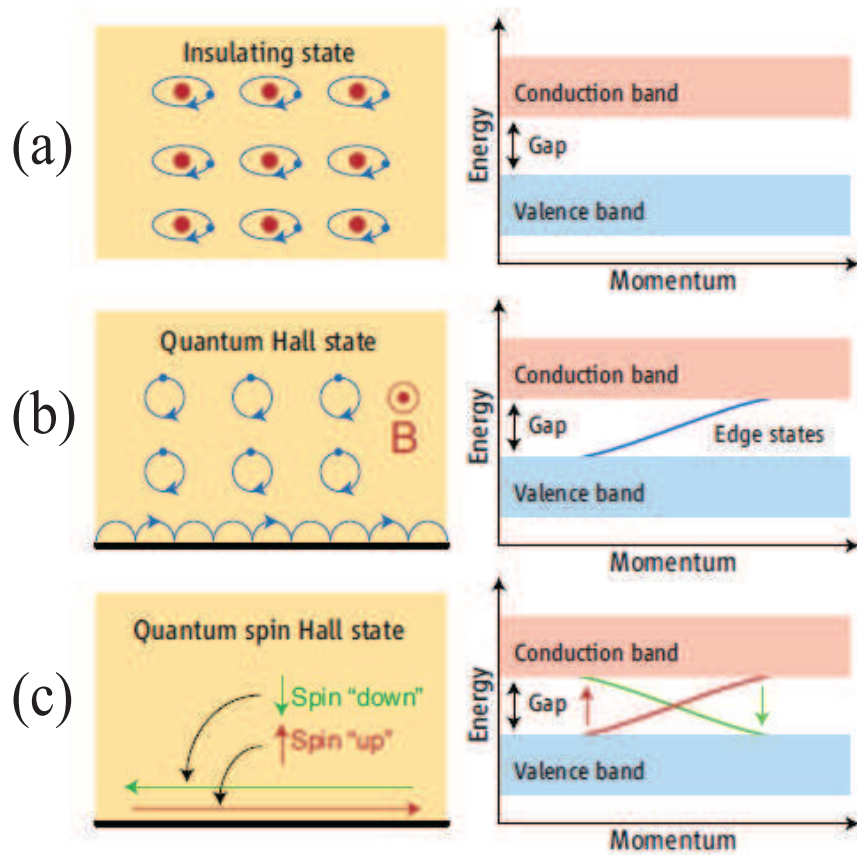 (a)
Insulating state
Energy
Conduction band
Gap
Valence band
Momentum
(b)
Quantum Hall state
B
Energy
Conduction band
Gap
Edge states
Valence band
Momentum
(c)
Quantum spin Hall state
Spin “down”
Spin “up”
Energy
Conduction band
Gap
Valence band
Momentum